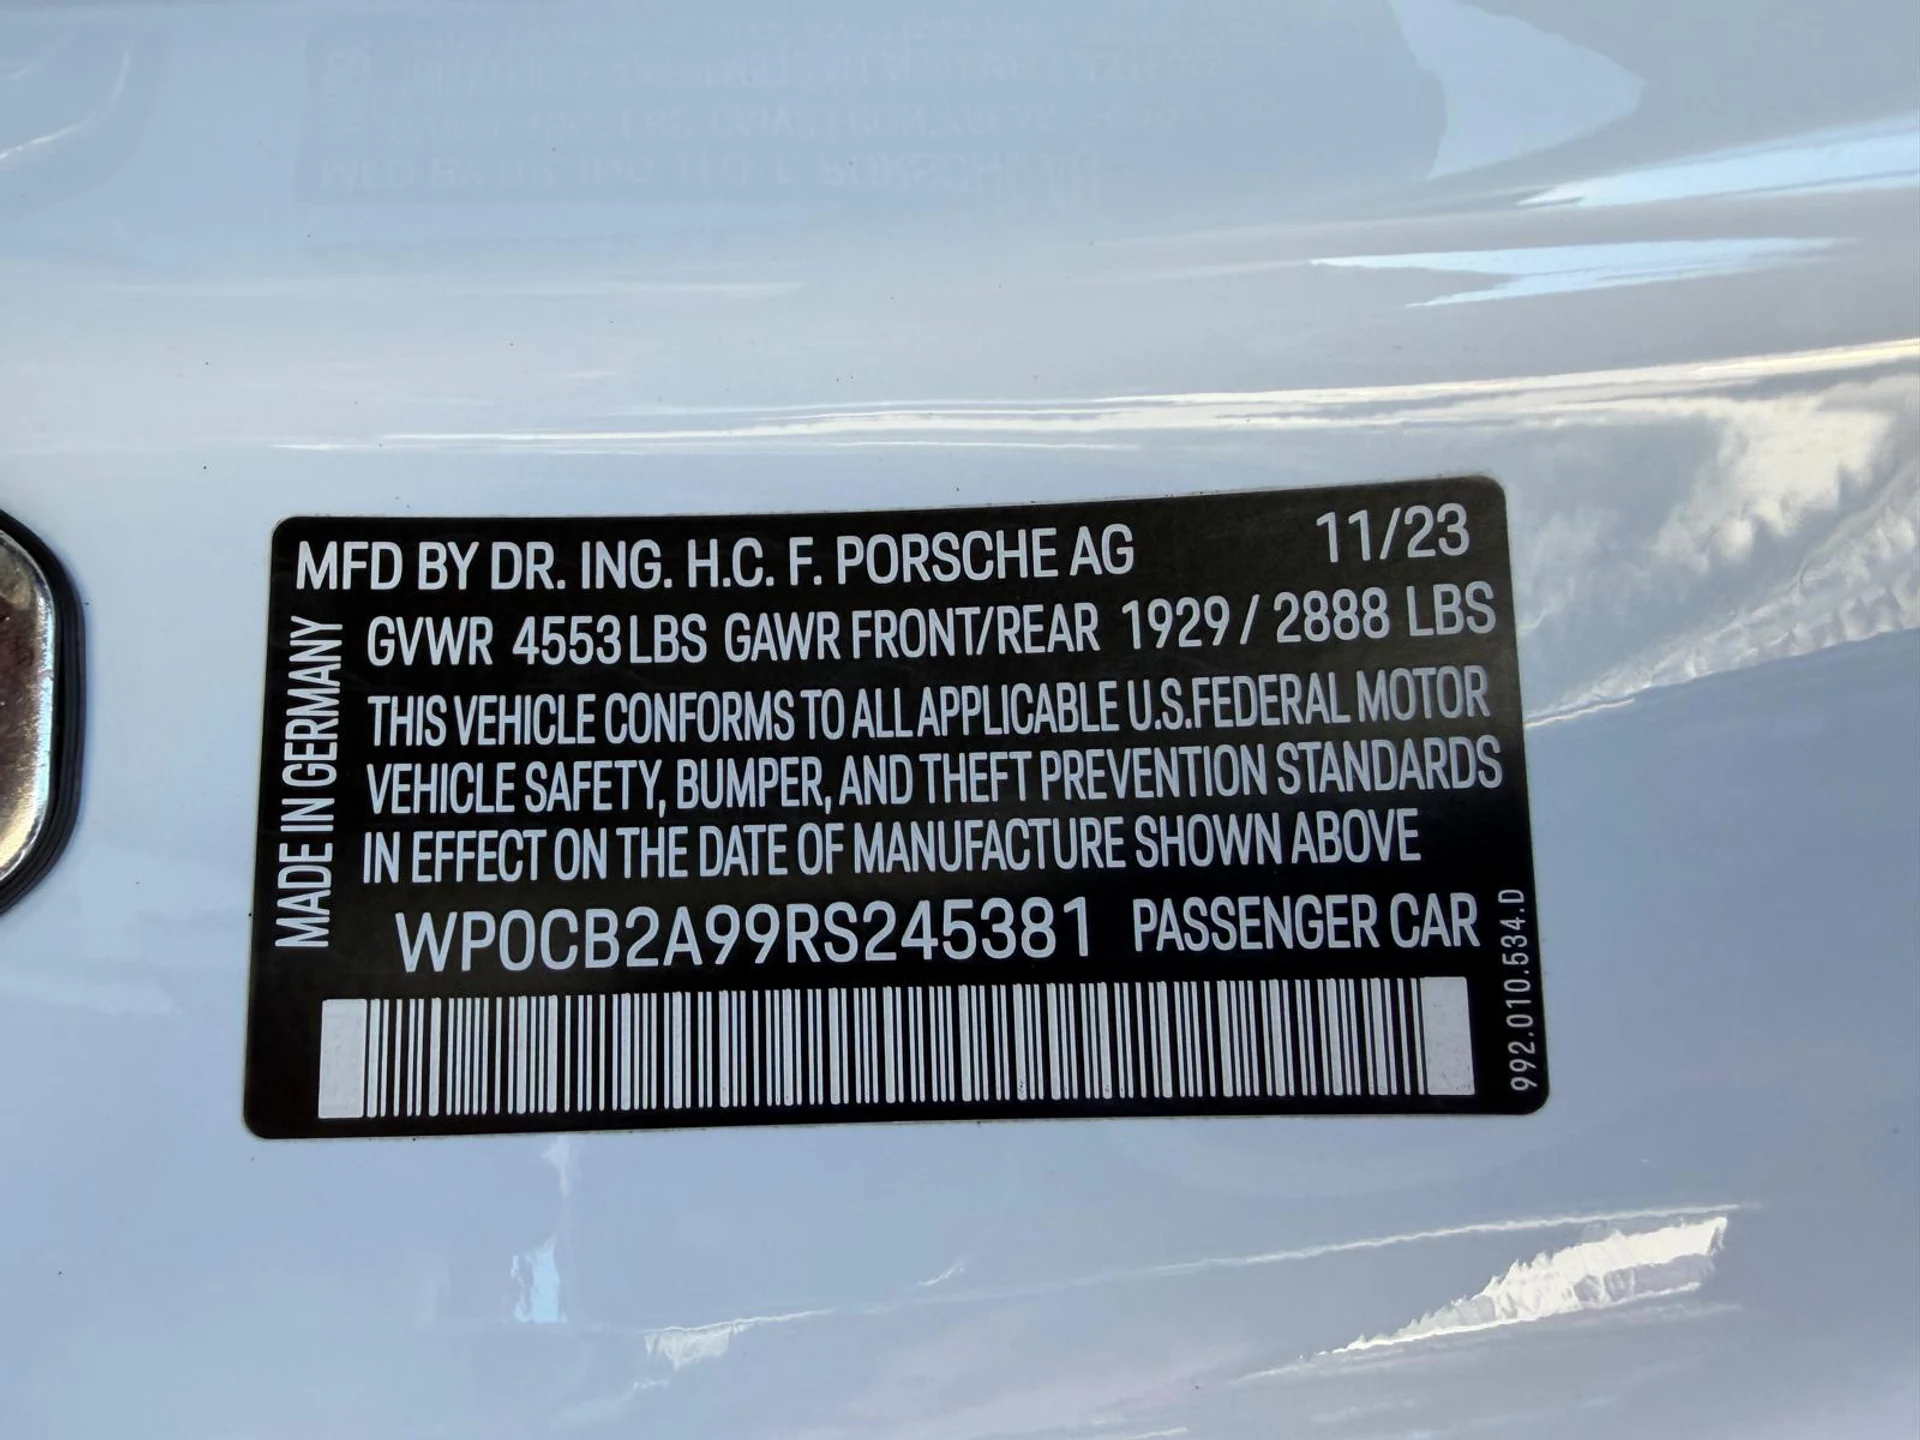 MFD BY DR. ING. H.C. F. PORSCHE AG 11/23
GVWR 4553 LBS GAWR FRONT/REAR 1929 / 2888 LBS
THIS VEHICLE CONFORMS TO ALL APPLICABLE U.S.FEDERAL MOTOR
VEHICLE SAFETY, BUMPER, AND THEFT PREVENTION STANDARDS
IN EFFECT ON THE DATE OF MANUFACTURE SHOWN ABOVE
WP0CB2A99RS245381 PASSENGER CAR
MADE IN GERMANY
992.010.534.D